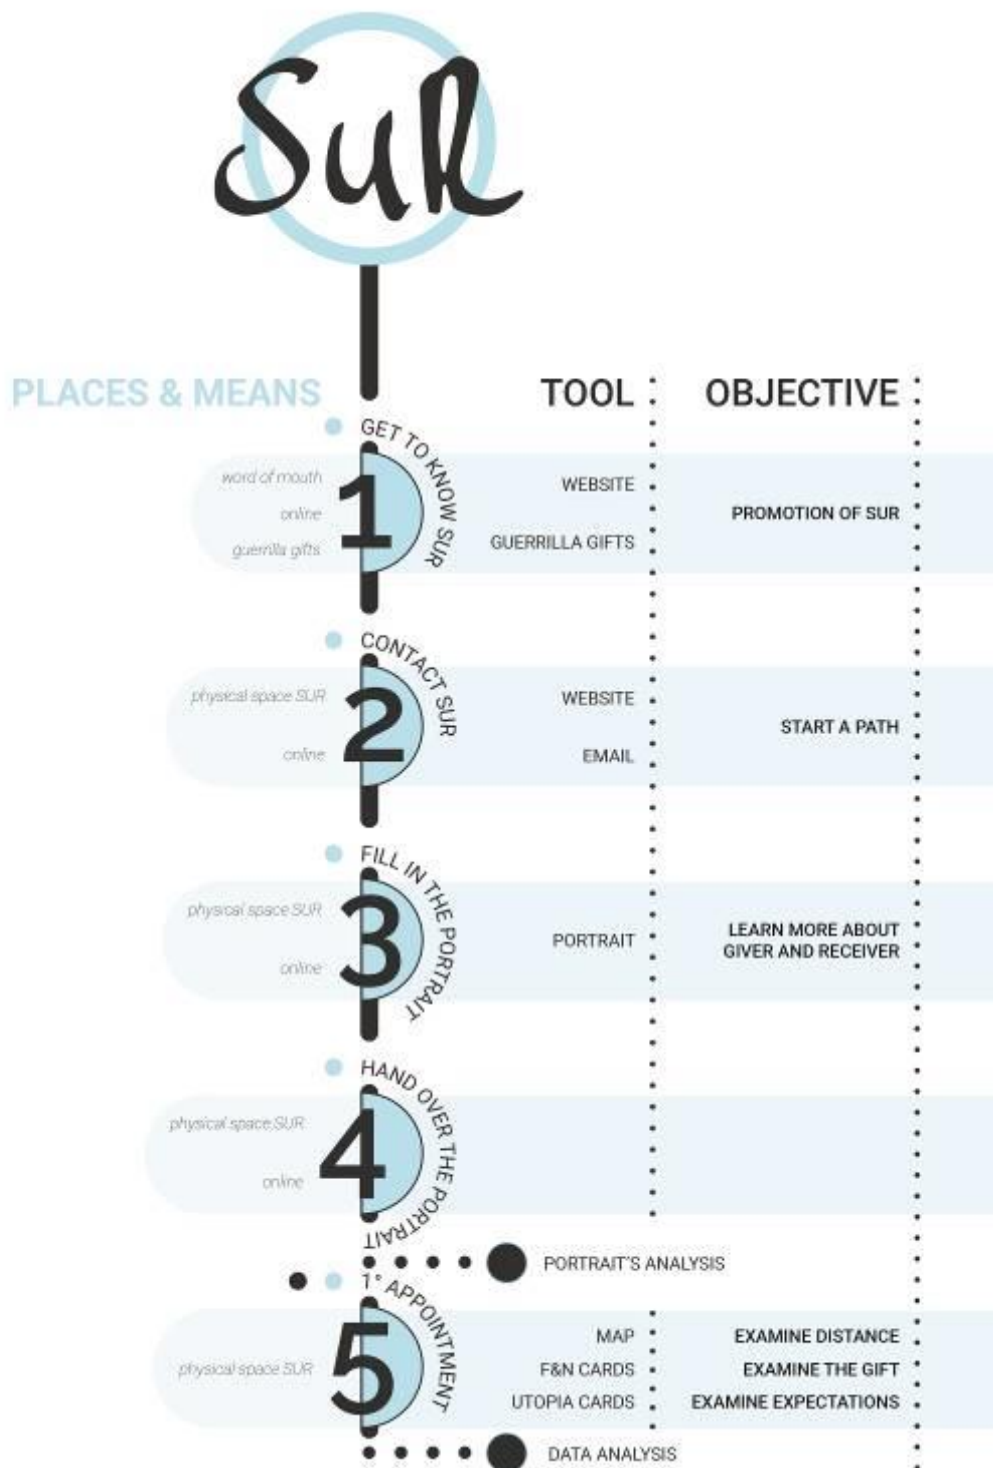 SUR
PLACES & MEANS
TOOL
OBJECTIVE
GET TO KNOW SUR
1
word of mouth
online
guerrilla gifts
WEBSITE
GUERRILLA GIFTS
PROMOTION OF SUR
CONTACT SUR
2
physical space SUR
online
WEBSITE
EMAIL
START A PATH
FILL IN THE PORTRAIT
3
physical space SUR
online
PORTRAIT
LEARN MORE ABOUT
GIVER AND RECEIVER
HAND OVER THE PORTRAIT
4
physical space SUR
online
PORTRAIT'S ANALYSIS
1° APPOINTMENT
5
physical space SUR
MAP
F&N CARDS
UTOPIA CARDS
EXAMINE DISTANCE
EXAMINE THE GIFT
EXAMINE EXPECTATIONS
DATA ANALYSIS